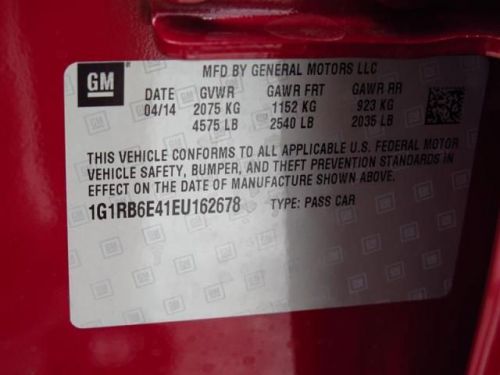 GM
MFD BY GENERAL MOTORS LLC
DATE GVWR GAWR FRT GAWR RR
04/14 2075 KG 1152 KG 923 KG
4575 LB 2540 LB 2035 LB
THIS VEHICLE CONFORMS TO ALL APPLICABLE U.S. FEDERAL MOTOR
VEHICLE SAFETY, BUMPER, AND THEFT PREVENTION STANDARDS IN
EFFECT ON THE DATE OF MANUFACTURE SHOWN ABOVE.
1G1RB6E41EU162678 TYPE: PASS CAR